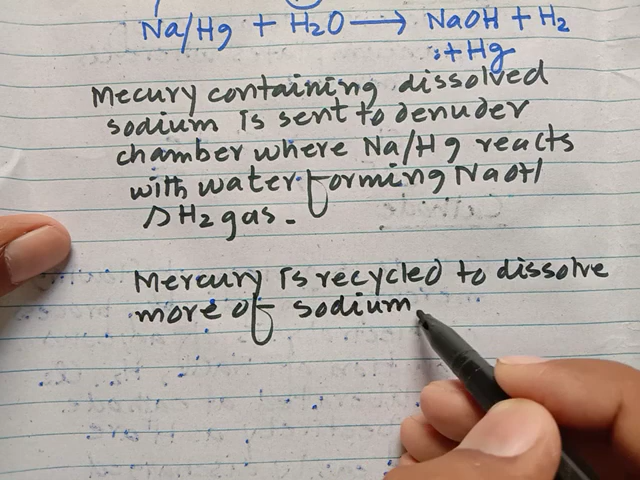 Na/Hg + H2O → NaOH + H2
+ Hg
Mecury containing dissolved
sodium is sent to denuder
chamber where Na/Hg reacts
with water forming NaOH
H2 gas.
Mercury is recycled to dissolve
more of sodium